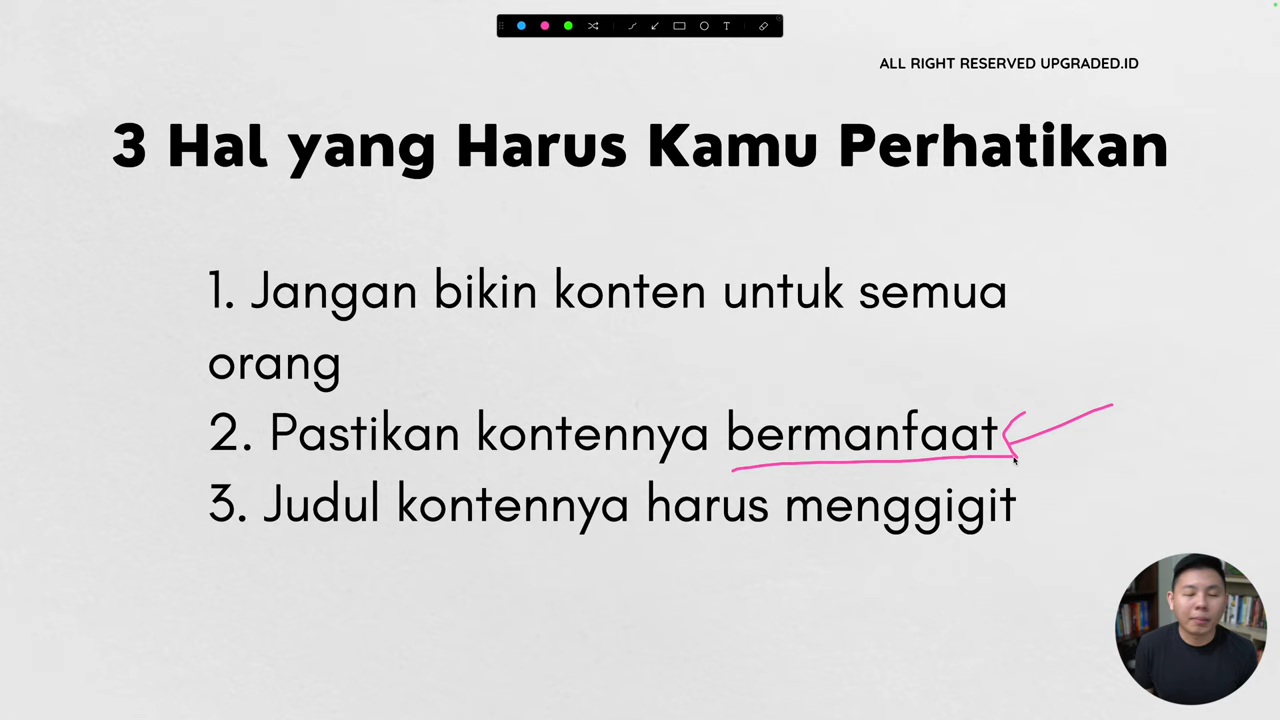 ALL RIGHT RESERVED UPGRADED.ID
3 Hal yang Harus Kamu Perhatikan
1. Jangan bikin konten untuk semua
orang
2. Pastikan kontennya bermanfaat
3. Judul kontennya harus menggigit